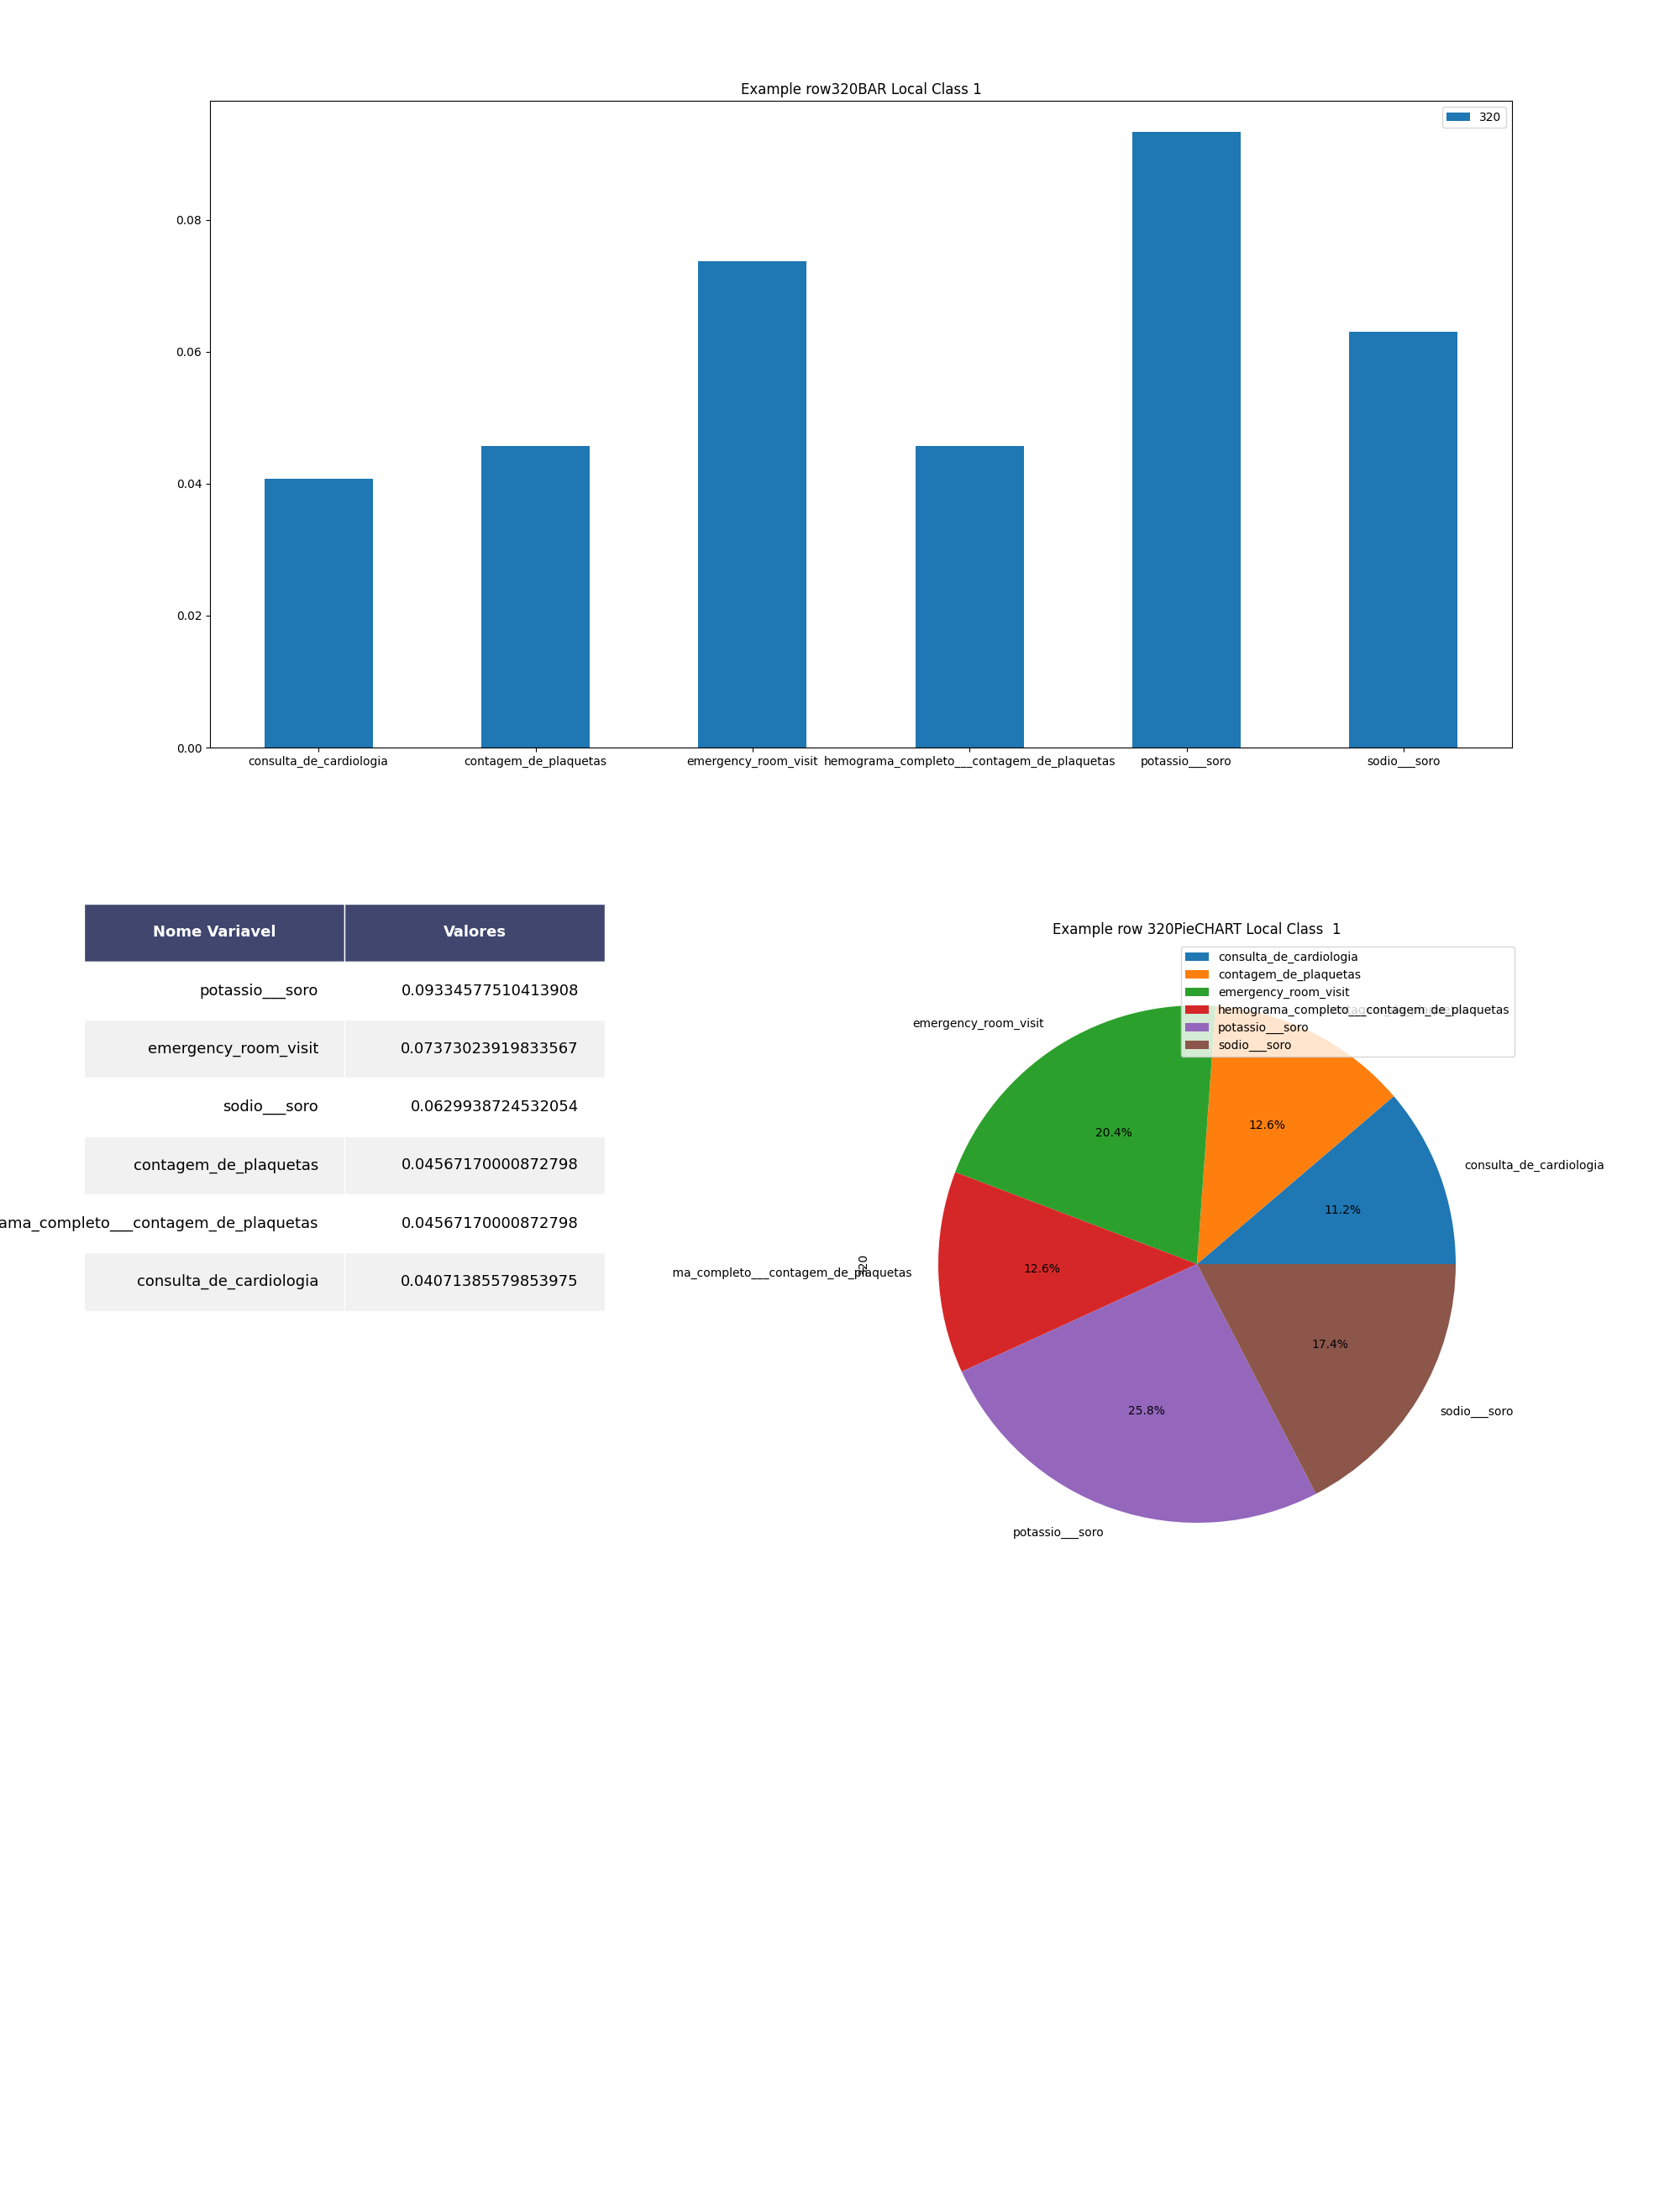 Example row320BAR Local Class 1
320
0.08
0.06
0.04
0.02
0.00
consulta_de_cardiologia contagem_de_plaquetas emergency_room_visit hemograma_completo___contagem_de_plaquetas potassio___soro sodio___soro
Nome Variavel Valores
potassio___soro 0.09334577510413908
emergency_room_visit 0.07373023919833567
sodio___soro 0.0629938724532054
contagem_de_plaquetas 0.04567170000872798
ama_completo___contagem_de_plaquetas 0.04567170000872798
consulta_de_cardiologia 0.04071385579853975
Example row 320PieCHART Local Class 1
consulta_de_cardiologia
contagem_de_plaquetas
emergency_room_visit
hemograma_completo___contagem_de_plaquetas
potassio___soro
sodio___soro
emergency_room_visit
20.4%
12.6%
consulta_de_cardiologia
11.2%
320
ma_completo___contagem_de_plaquetas
12.6%
17.4%
25.8%
sodio___soro
potassio___soro